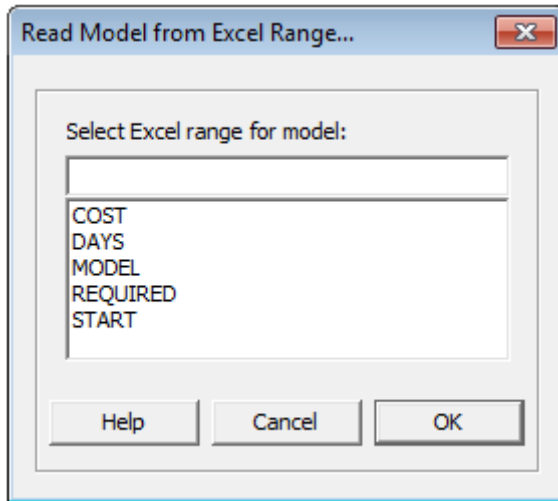 Read Model from Excel Range...
Select Excel range for model:
COST
DAYS
MODEL
REQUIRED
START
Help Cancel OK